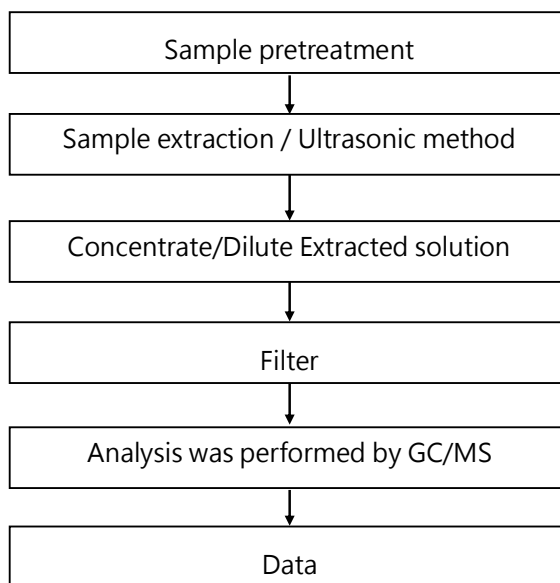 Sample pretreatment
Sample extraction / Ultrasonic method
Concentrate/Dilute Extracted solution
Filter
Analysis was performed by GC/MS
Data